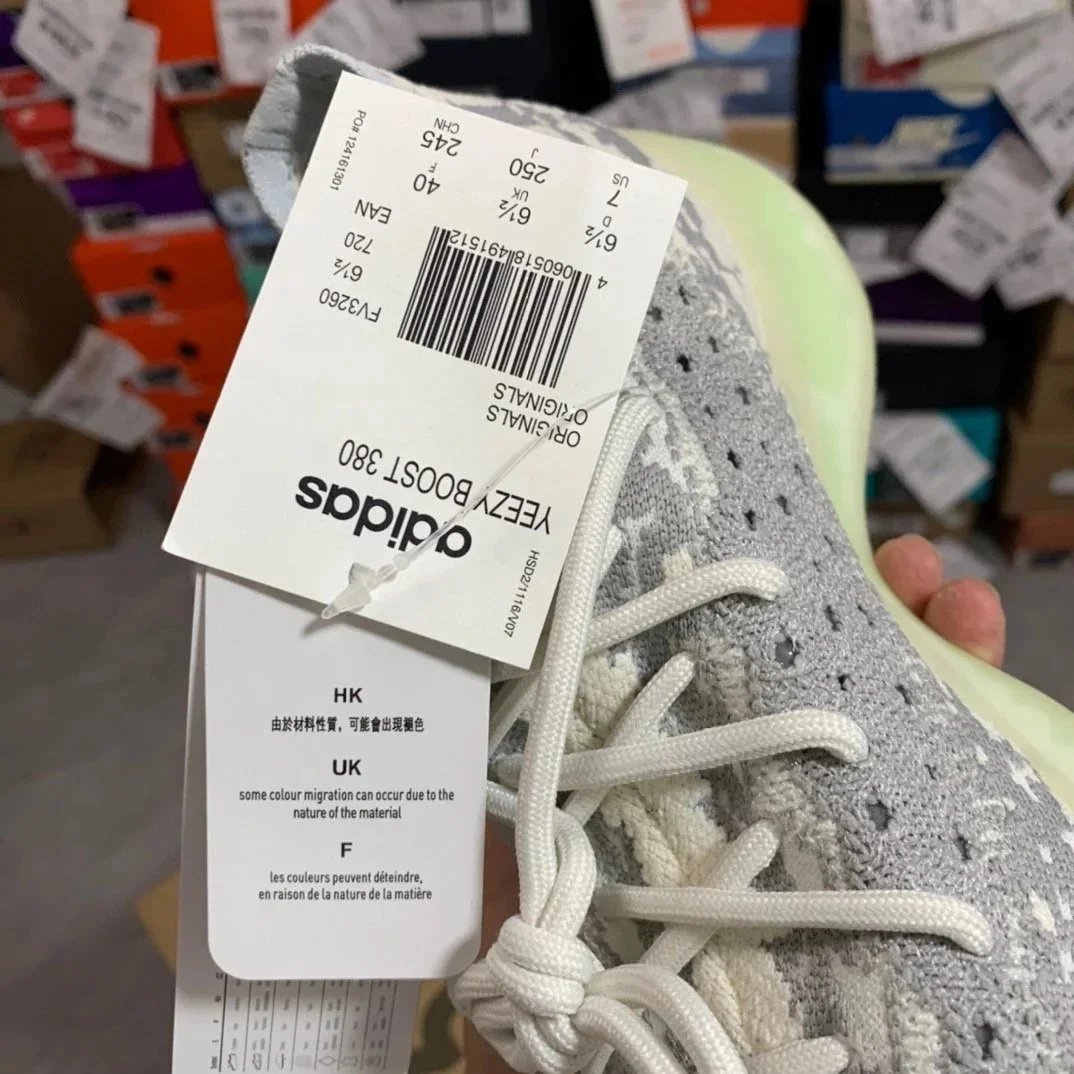 adidas
YEEZY BOOST 380
ORIGINALS
ORIGINALS
HSD2/1116/V07
4 060518 491512
EAN
FV3260
720
6½
6½
D
7
US
6½
UK
250
J
40
F
245
CHN
PO# 124161301
HK
由於材料性質，可能會出現褪色
UK
some colour migration can occur due to the
nature of the material
F
les couleurs peuvent déteindre,
en raison de la nature de la matière